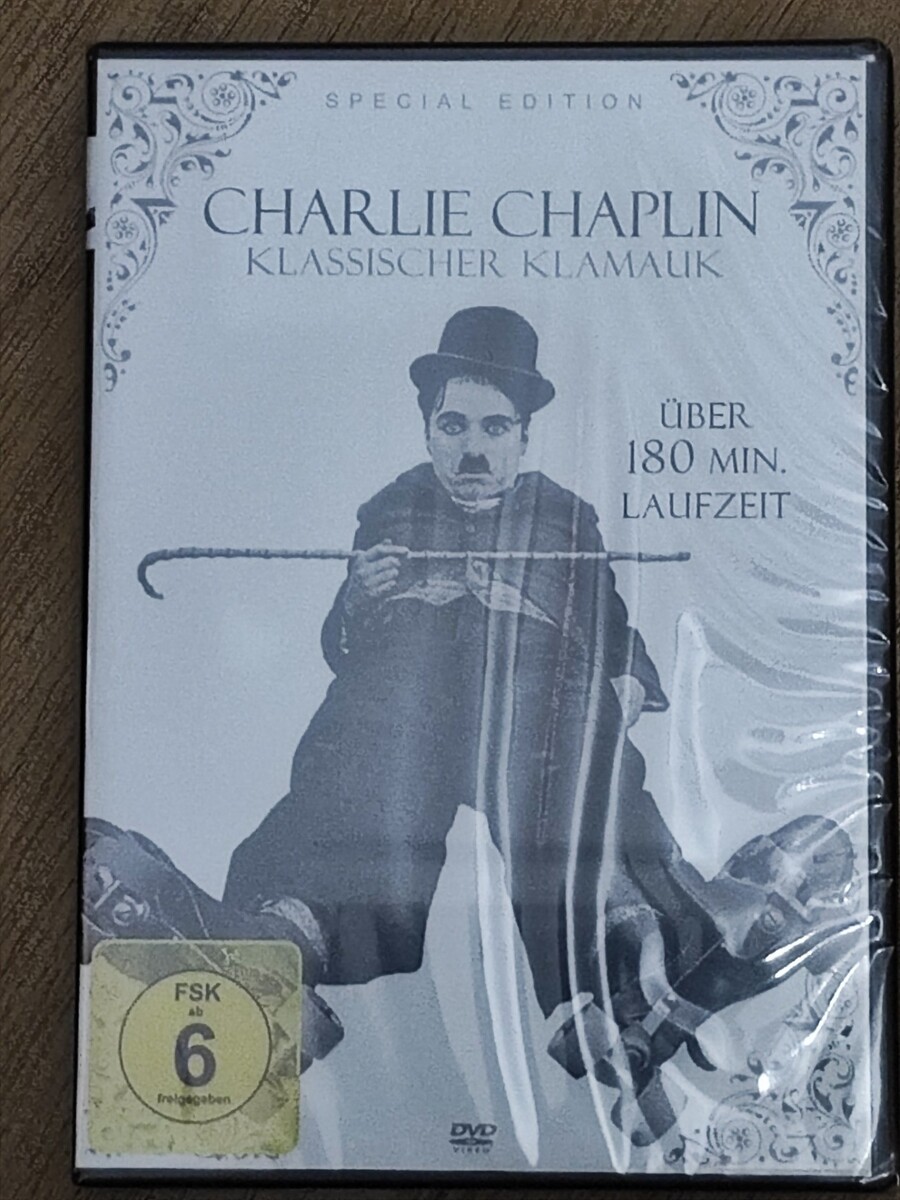 SPECIAL EDITION
CHARLIE CHAPLIN
KLASSISCHER KLAMAUK
ÜBER
180 MIN.
LAUFZEIT
FSK
ab
6
freigegeben
DVD
VIDEO